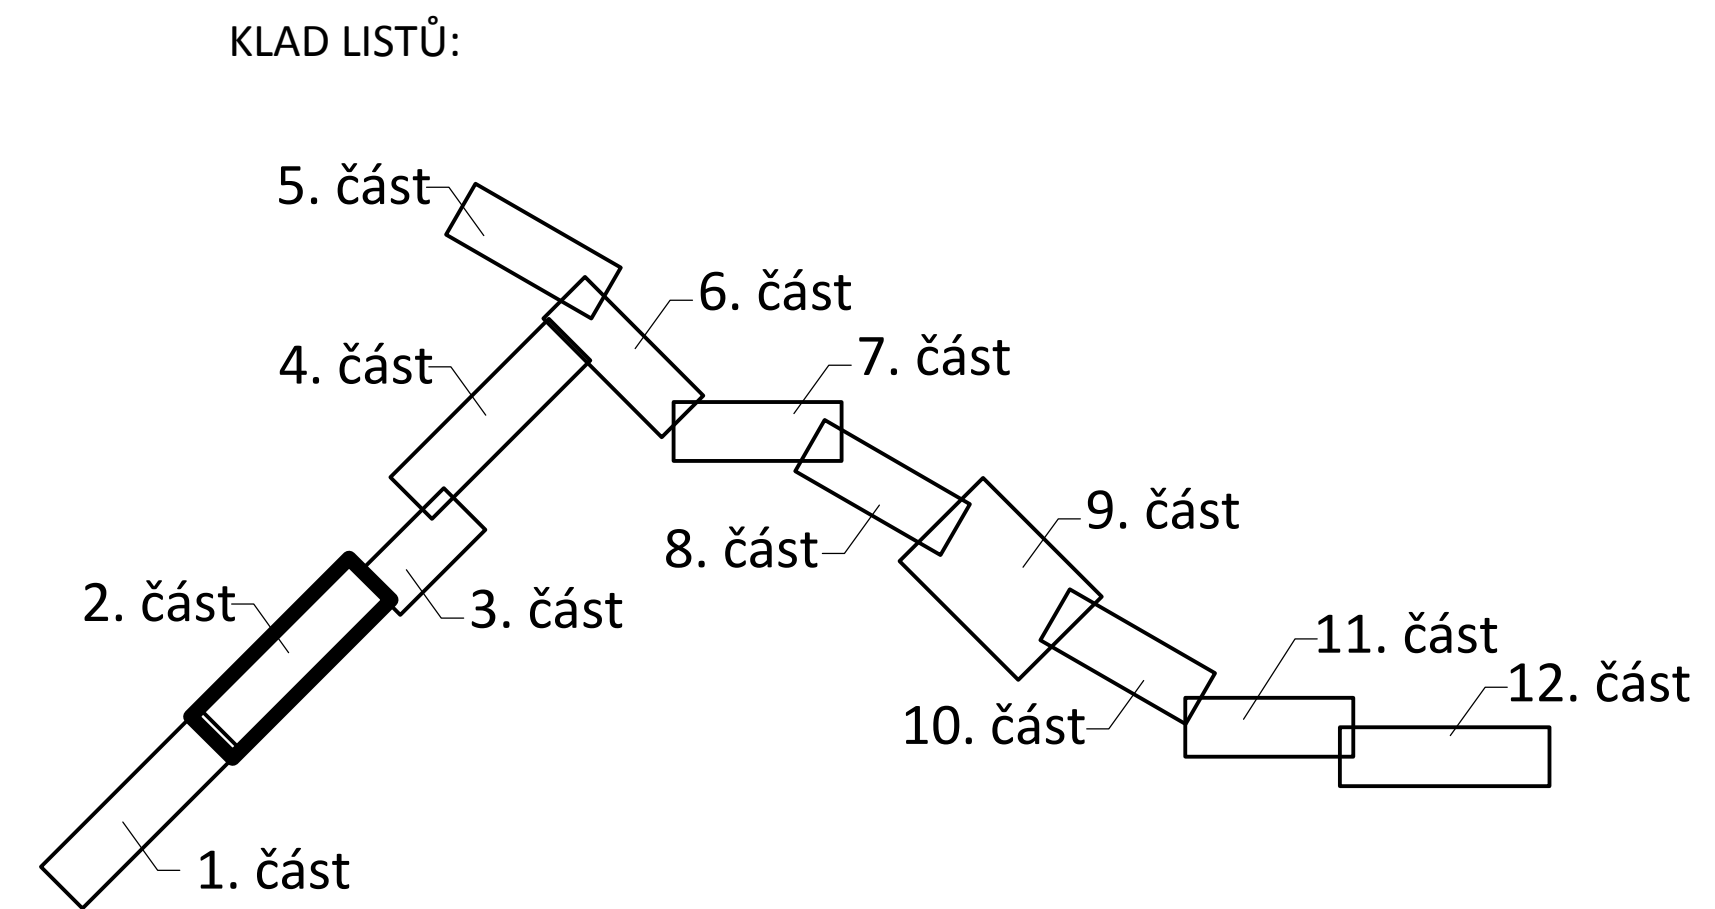 KLAD LISTŮ:
5. část
6. část
4. část
7. část
9. část
8. část
2. část
3. část
11. část
12. část
10. část
1. část